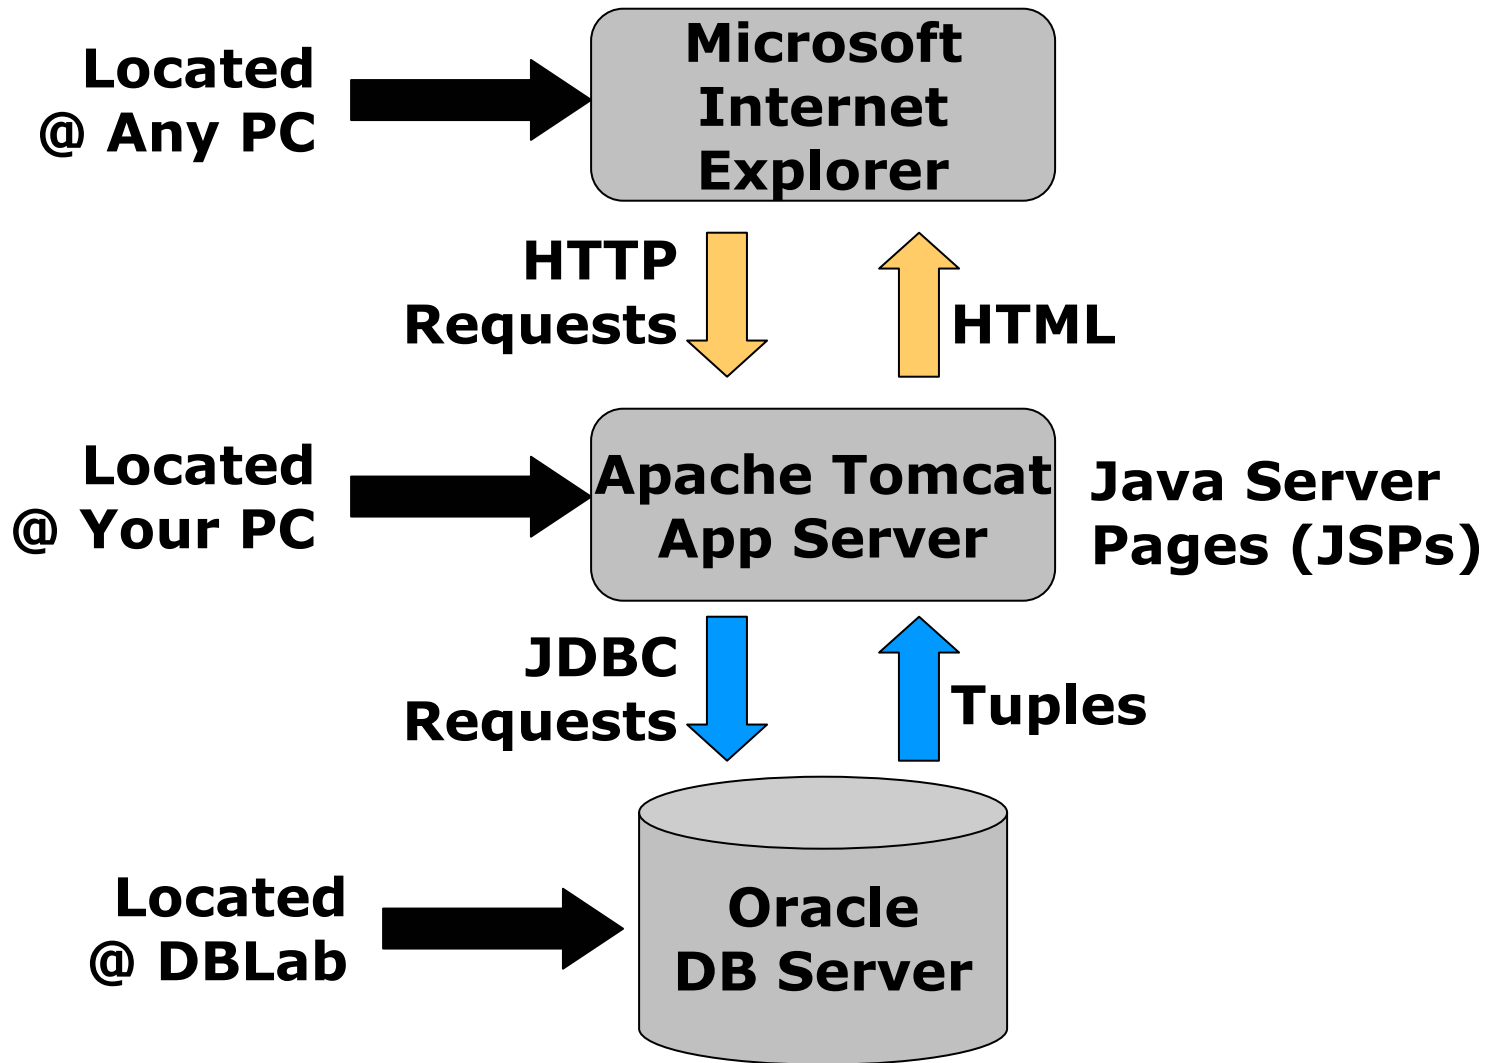 Located
@ Any PC
Microsoft
Internet
Explorer
HTTP
Requests
HTML
Located
@ Your PC
Apache Tomcat
App Server
Java Server
Pages (JSPs)
JDBC
Requests
Tuples
Located
@ DBLab
Oracle
DB Server